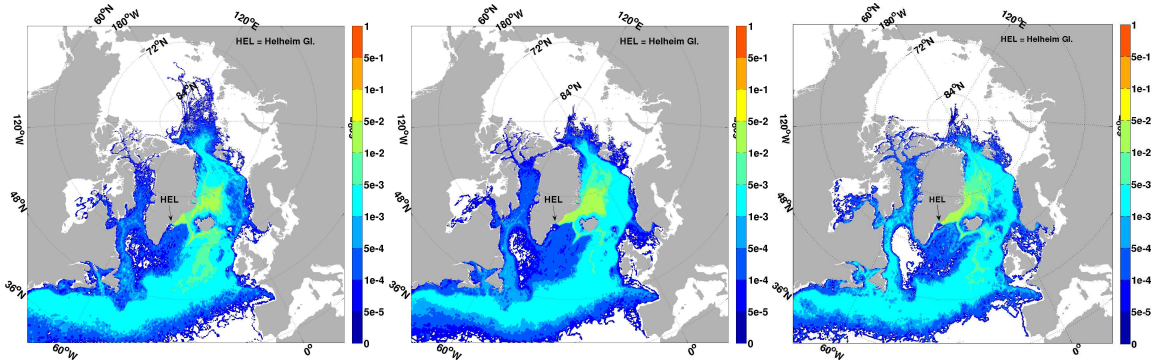 60°N 180°W 120°E
HEL = Helheim Gl.
72°N
84°N
120°W
HEL
48°N
36°N
60°W
0°
1
5e-1
1e-1
5e-2
1e-2
5e-3
1e-3
5e-4
1e-4
5e-5
0
60°N 180°W 120°E
HEL = Helheim Gl.
72°N
84°N
120°W
HEL
48°N
36°N
60°W
0°
1
5e-1
1e-1
5e-2
1e-2
5e-3
1e-3
5e-4
1e-4
5e-5
0
60°N 180°W 120°E
HEL = Helheim Gl.
72°N
84°N
120°W
HEL
48°N
36°N
60°W
0°
1
5e-1
1e-1
5e-2
1e-2
5e-3
1e-3
5e-4
1e-4
5e-5
0